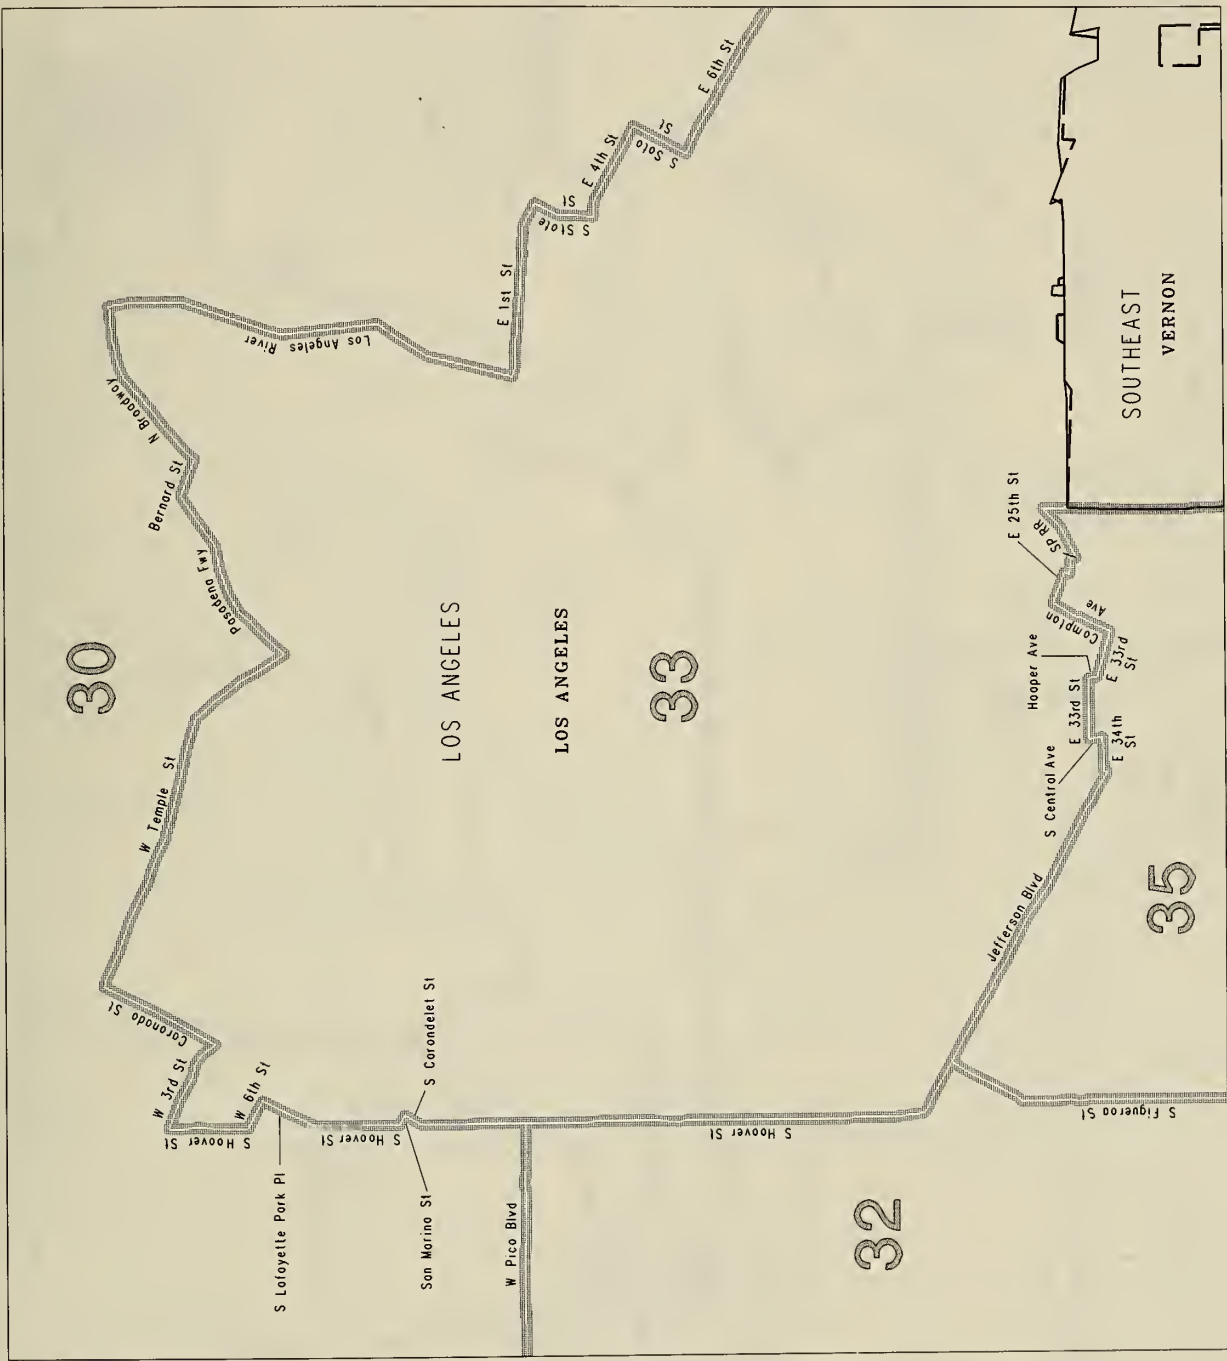 S Lafayette Park Pl
S Hoover St
W 3rd St
Coronado St
W Temple St
30
Pasadena Fwy
Bernard St
N Broadway
Los Angeles
River
W 6th St
S Hoover St
San Marino St
S Carondelet St
W Pico Blvd
LOS ANGELES
LOS ANGELES
33
E 1st St
S State
St
E 4th St
S Soto
St
E 6th St
S Hoover St
32
Jefferson Blvd
S Figueroa St
35
S Central Ave
E 34th
St
E 33rd St
Hooper Ave
E 33rd
St
Compton
Ave
E 25th St
SP RR
SOUTHEAST
VERNON